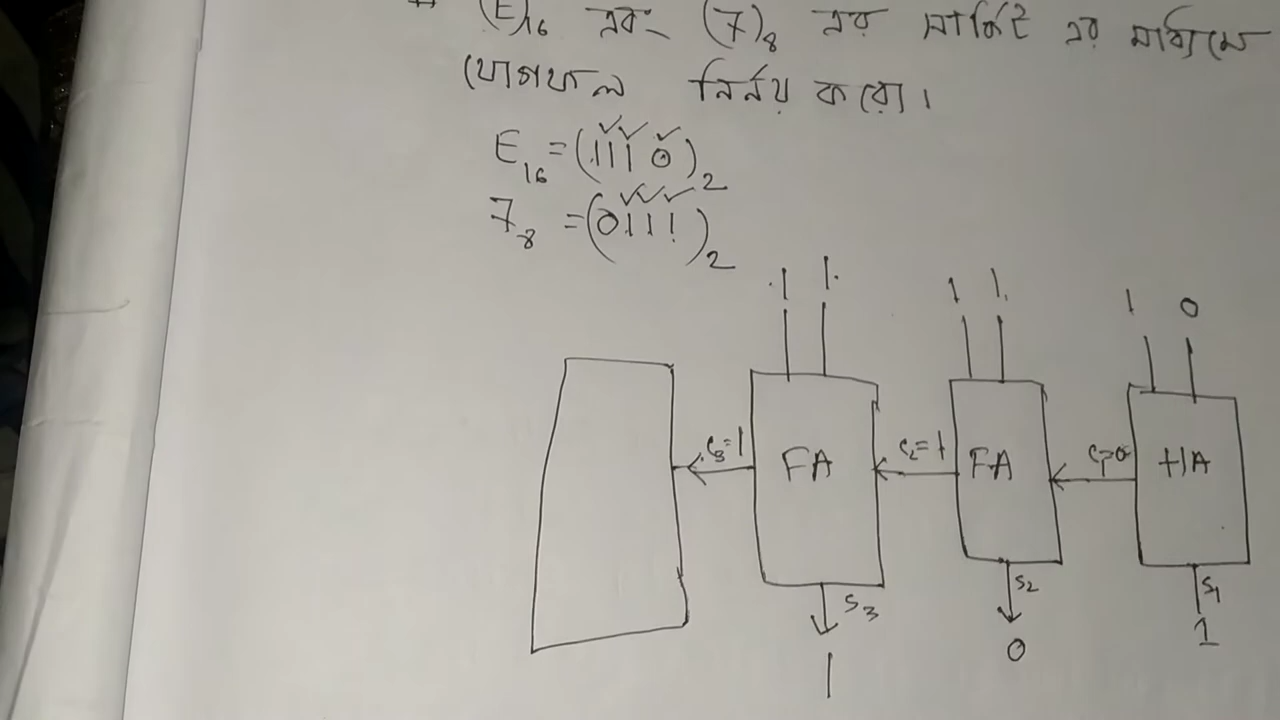 (E)₁₆ এবং (7)₈ এর সার্কিট এর মাধ্যমে
যোগফল নির্নয় করো।
E₁₆ = (1110)₂
7₈ = (0111)₂
1 1 1 1 1 0
C₃=1 FA C₂=1 FA C₁=0 HA
S₃ S₂ S₁
1 0 1